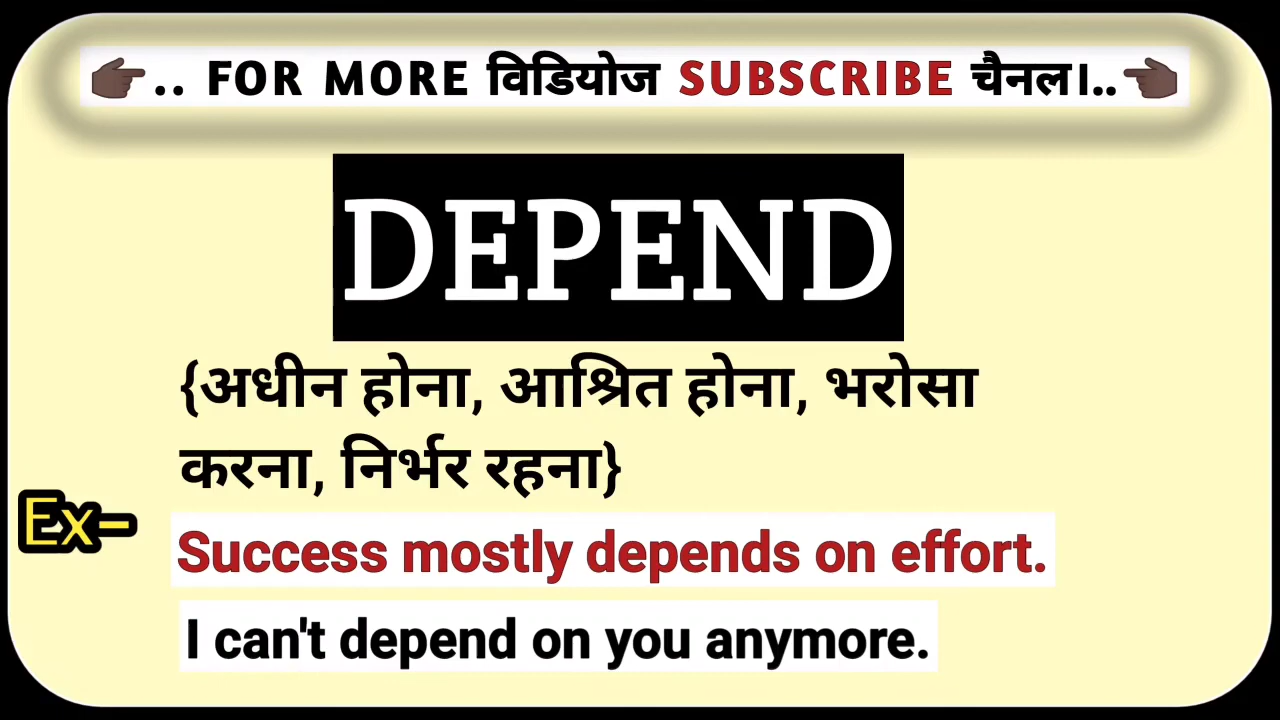 .. FOR MORE विडियोज SUBSCRIBE चैनल।..
DEPEND
{अधीन होना, आश्रित होना, भरोसा
करना, निर्भर रहना}
Ex-
Success mostly depends on effort.
I can't depend on you anymore.